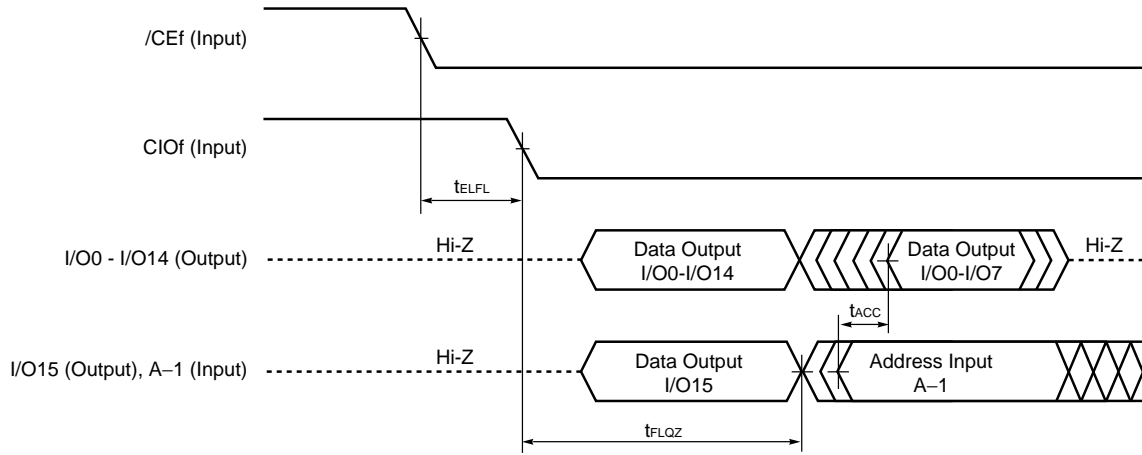 /CEf (Input)
CIOf (Input)
tELFL
I/O0 - I/O14 (Output)
Hi-Z
Data Output
I/O0-I/O14
Data Output
I/O0-I/O7
Hi-Z
tACC
I/O15 (Output), A–1 (Input)
Hi-Z
Data Output
I/O15
Address Input
A–1
tFLQZ